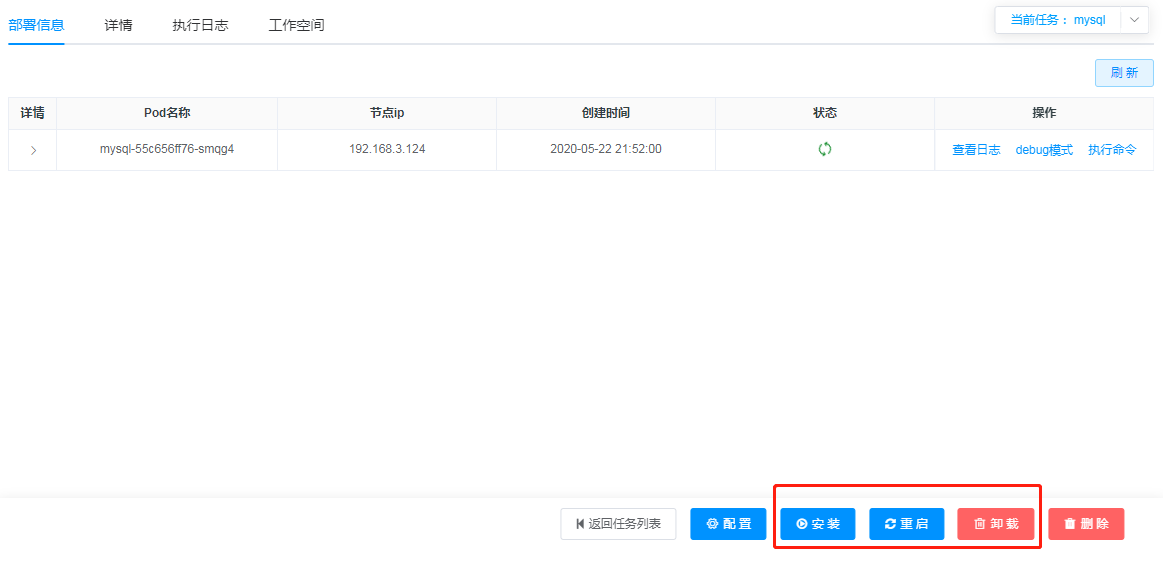 部署信息 详情 执行日志 工作空间 当前任务： mysql
刷 新
详情 Pod名称 节点ip 创建时间 状态 操作
mysql-55c656ff76-smqg4 192.168.3.124 2020-05-22 21:52:00 查看日志 debug模式 执行命令
返回任务列表 配 置 安 装 重 启 卸 载 删 除